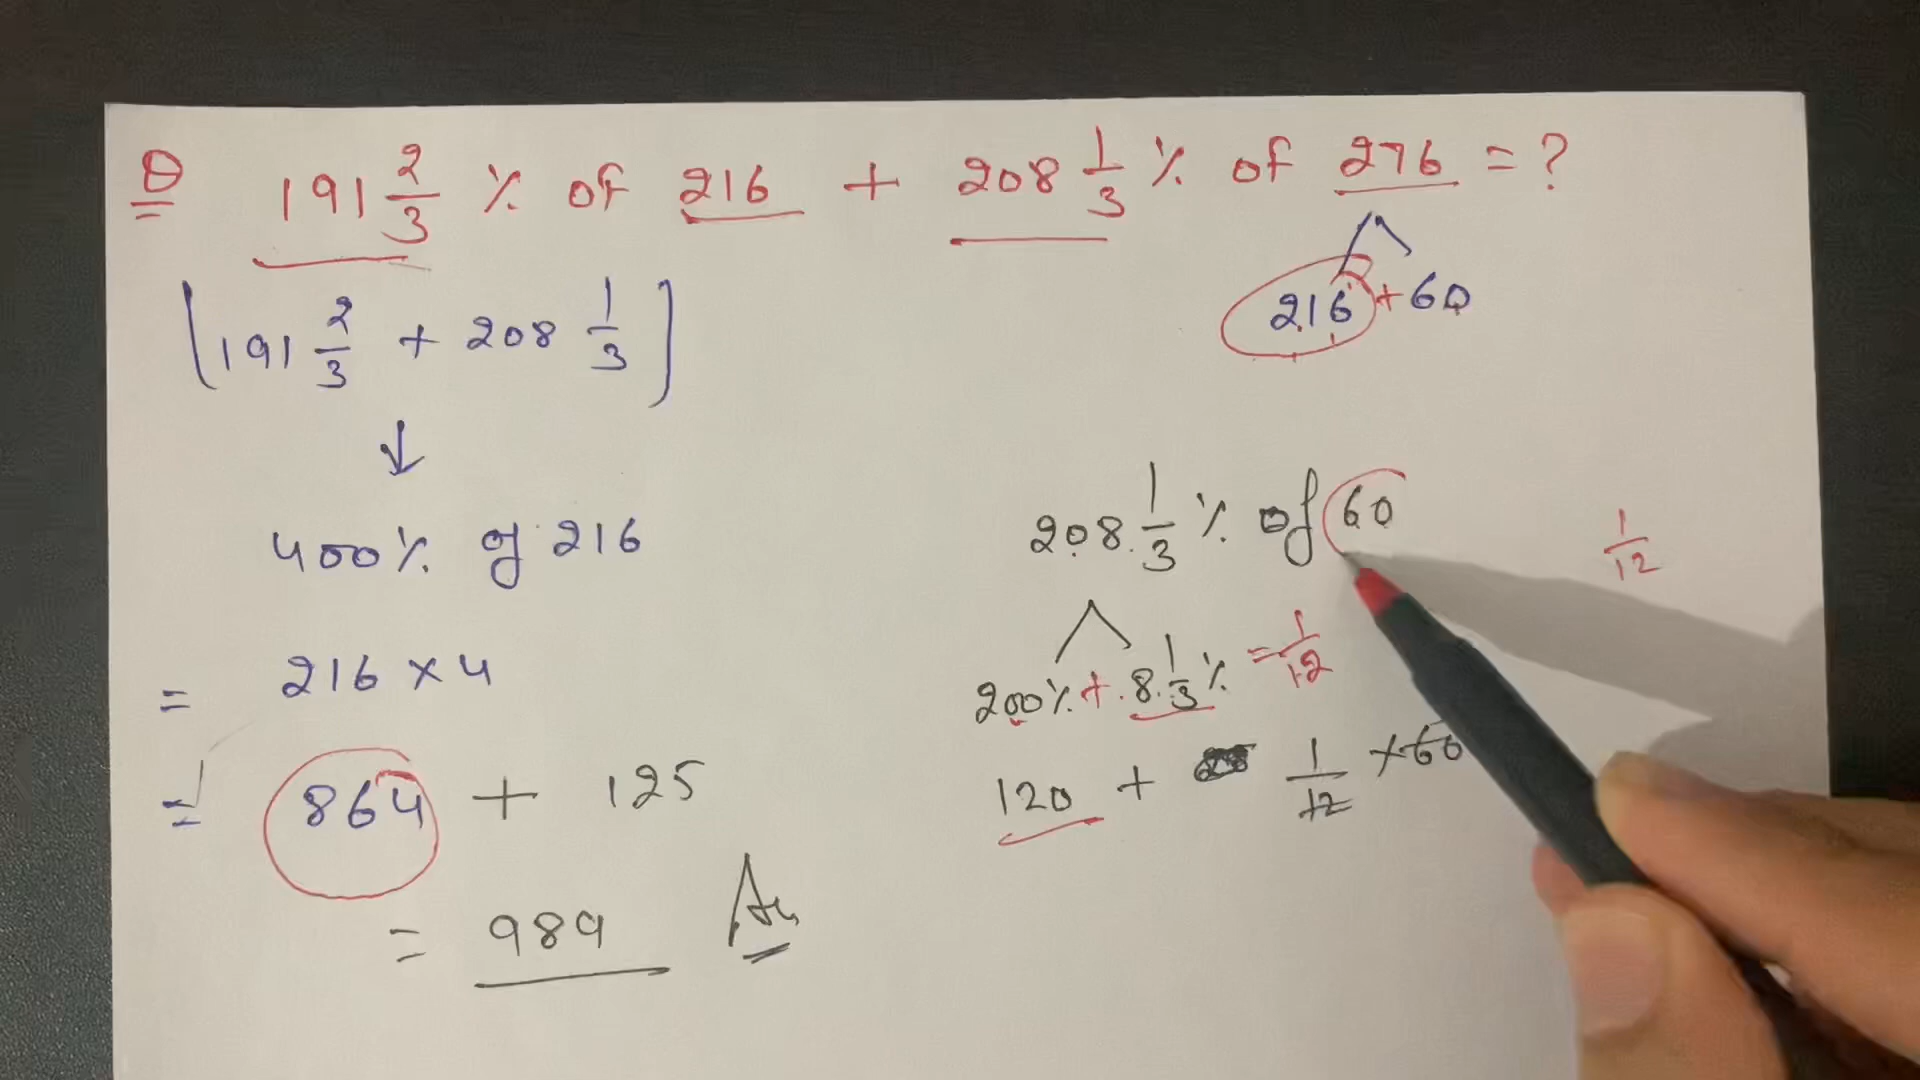 Q 191 2/3 % of 216 + 208 1/3 % of 276 = ?
216 + 60
[191 2/3 + 208 1/3]
↓
400% of 216
= 216 × 4
= 864 + 125
= 989 Ans
208 1/3 % of 60
1/12
200% + 8 1/3 % = 1/12
120 + 1/12 × 60